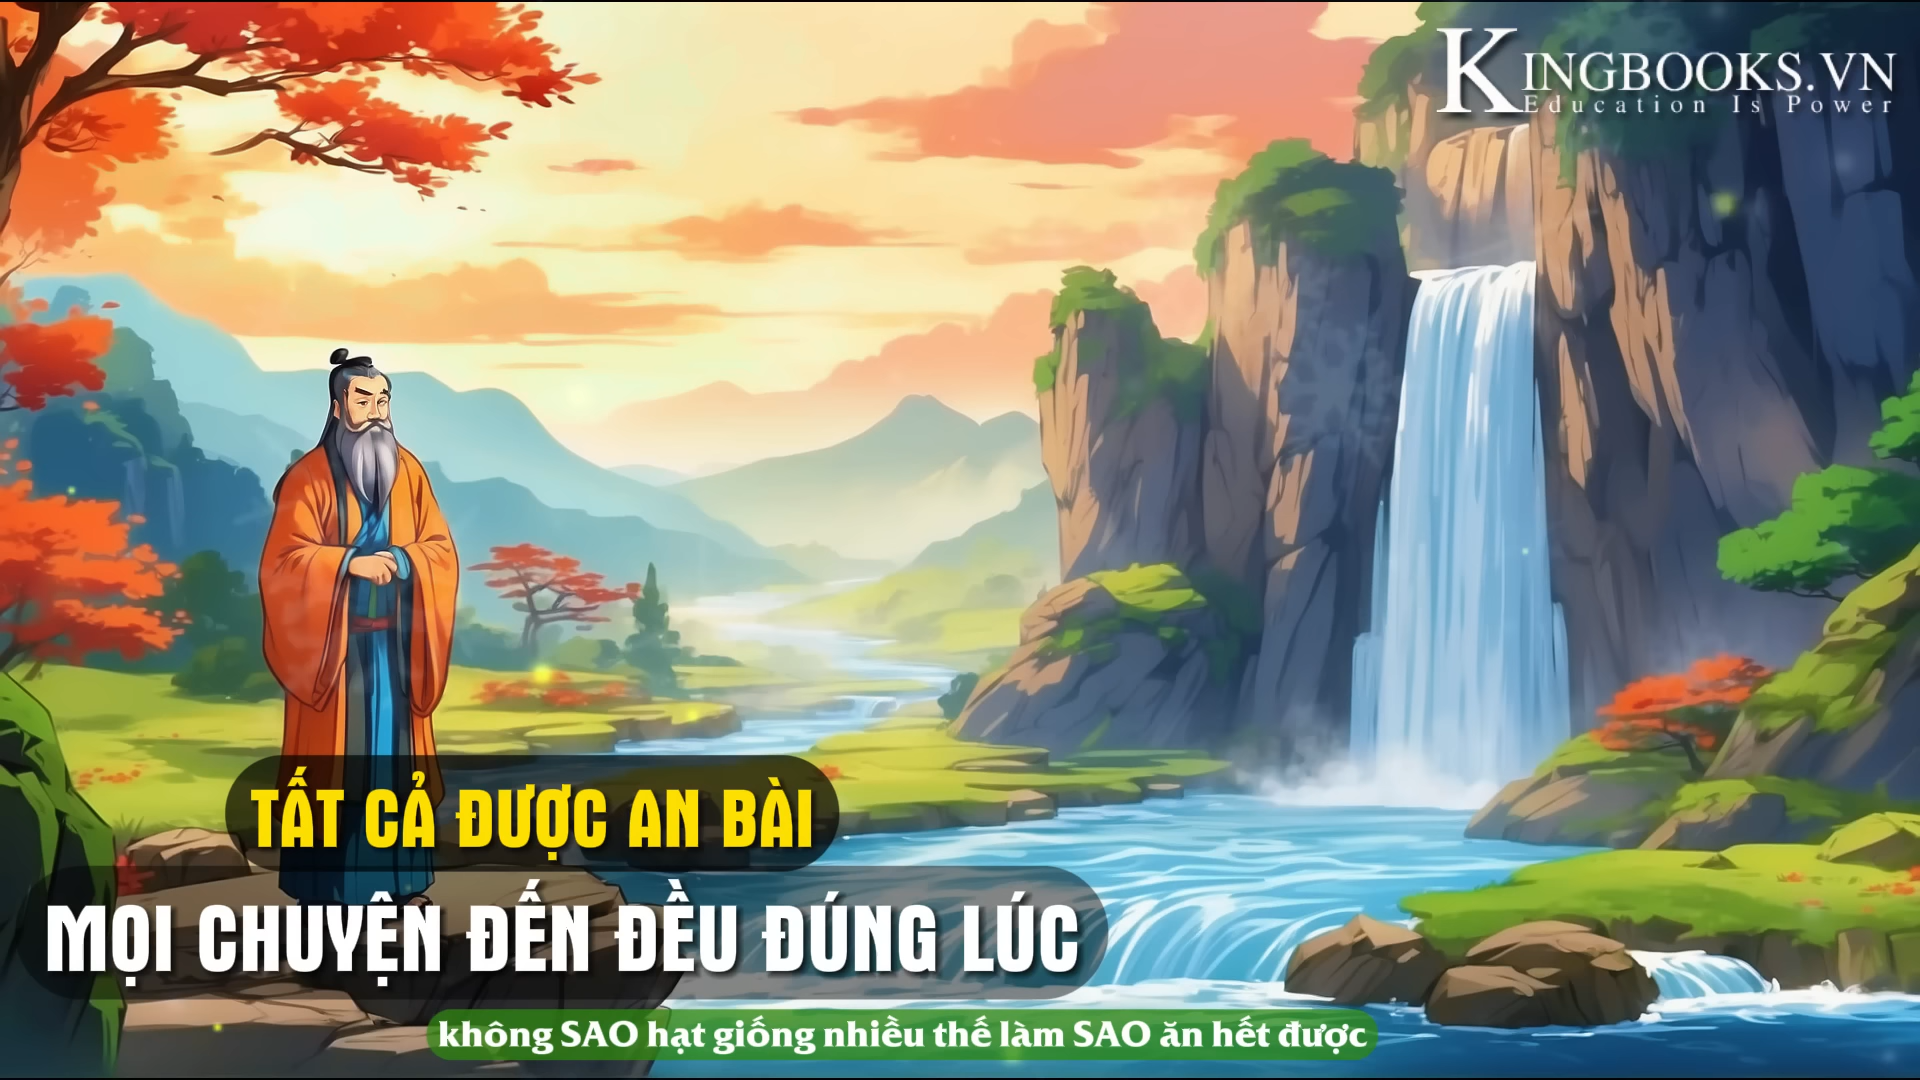 KINGBOOKS.VN
Education Is Power
TẤT CẢ ĐƯỢC AN BÀI
MỌI CHUYỆN ĐẾN ĐỀU ĐÚNG LÚC
không SAO hạt giống nhiều thế làm SAO ăn hết được